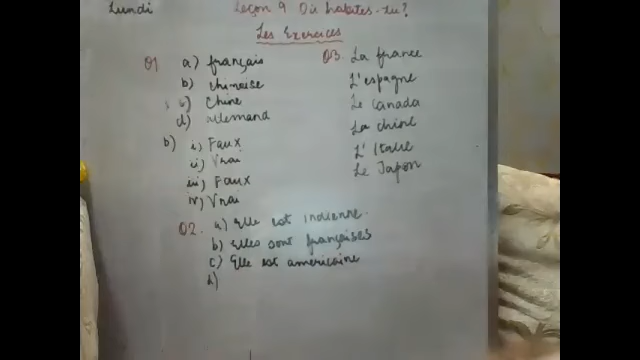 Lundi
Leçon 9 Où habites-tu?
Les Exercices
Q1 a) français
b) chinoise
c) Chine
d) allemand
b) i) Faux
ii) Vrai
iii) Faux
iv) Vrai
Q2. a) Elle est indienne.
b) Elles sont françaises
c) Elle est américaine
d)
Q3. La france
L'espagne
Le Canada
La chine
L'Italie
Le Japon